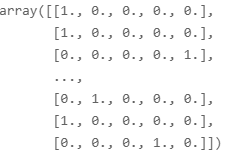 array([[1., 0., 0., 0., 0.],
       [1., 0., 0., 0., 0.],
       [0., 0., 0., 0., 1.],
       ...,
       [0., 1., 0., 0., 0.],
       [1., 0., 0., 0., 0.],
       [0., 0., 0., 1., 0.]])